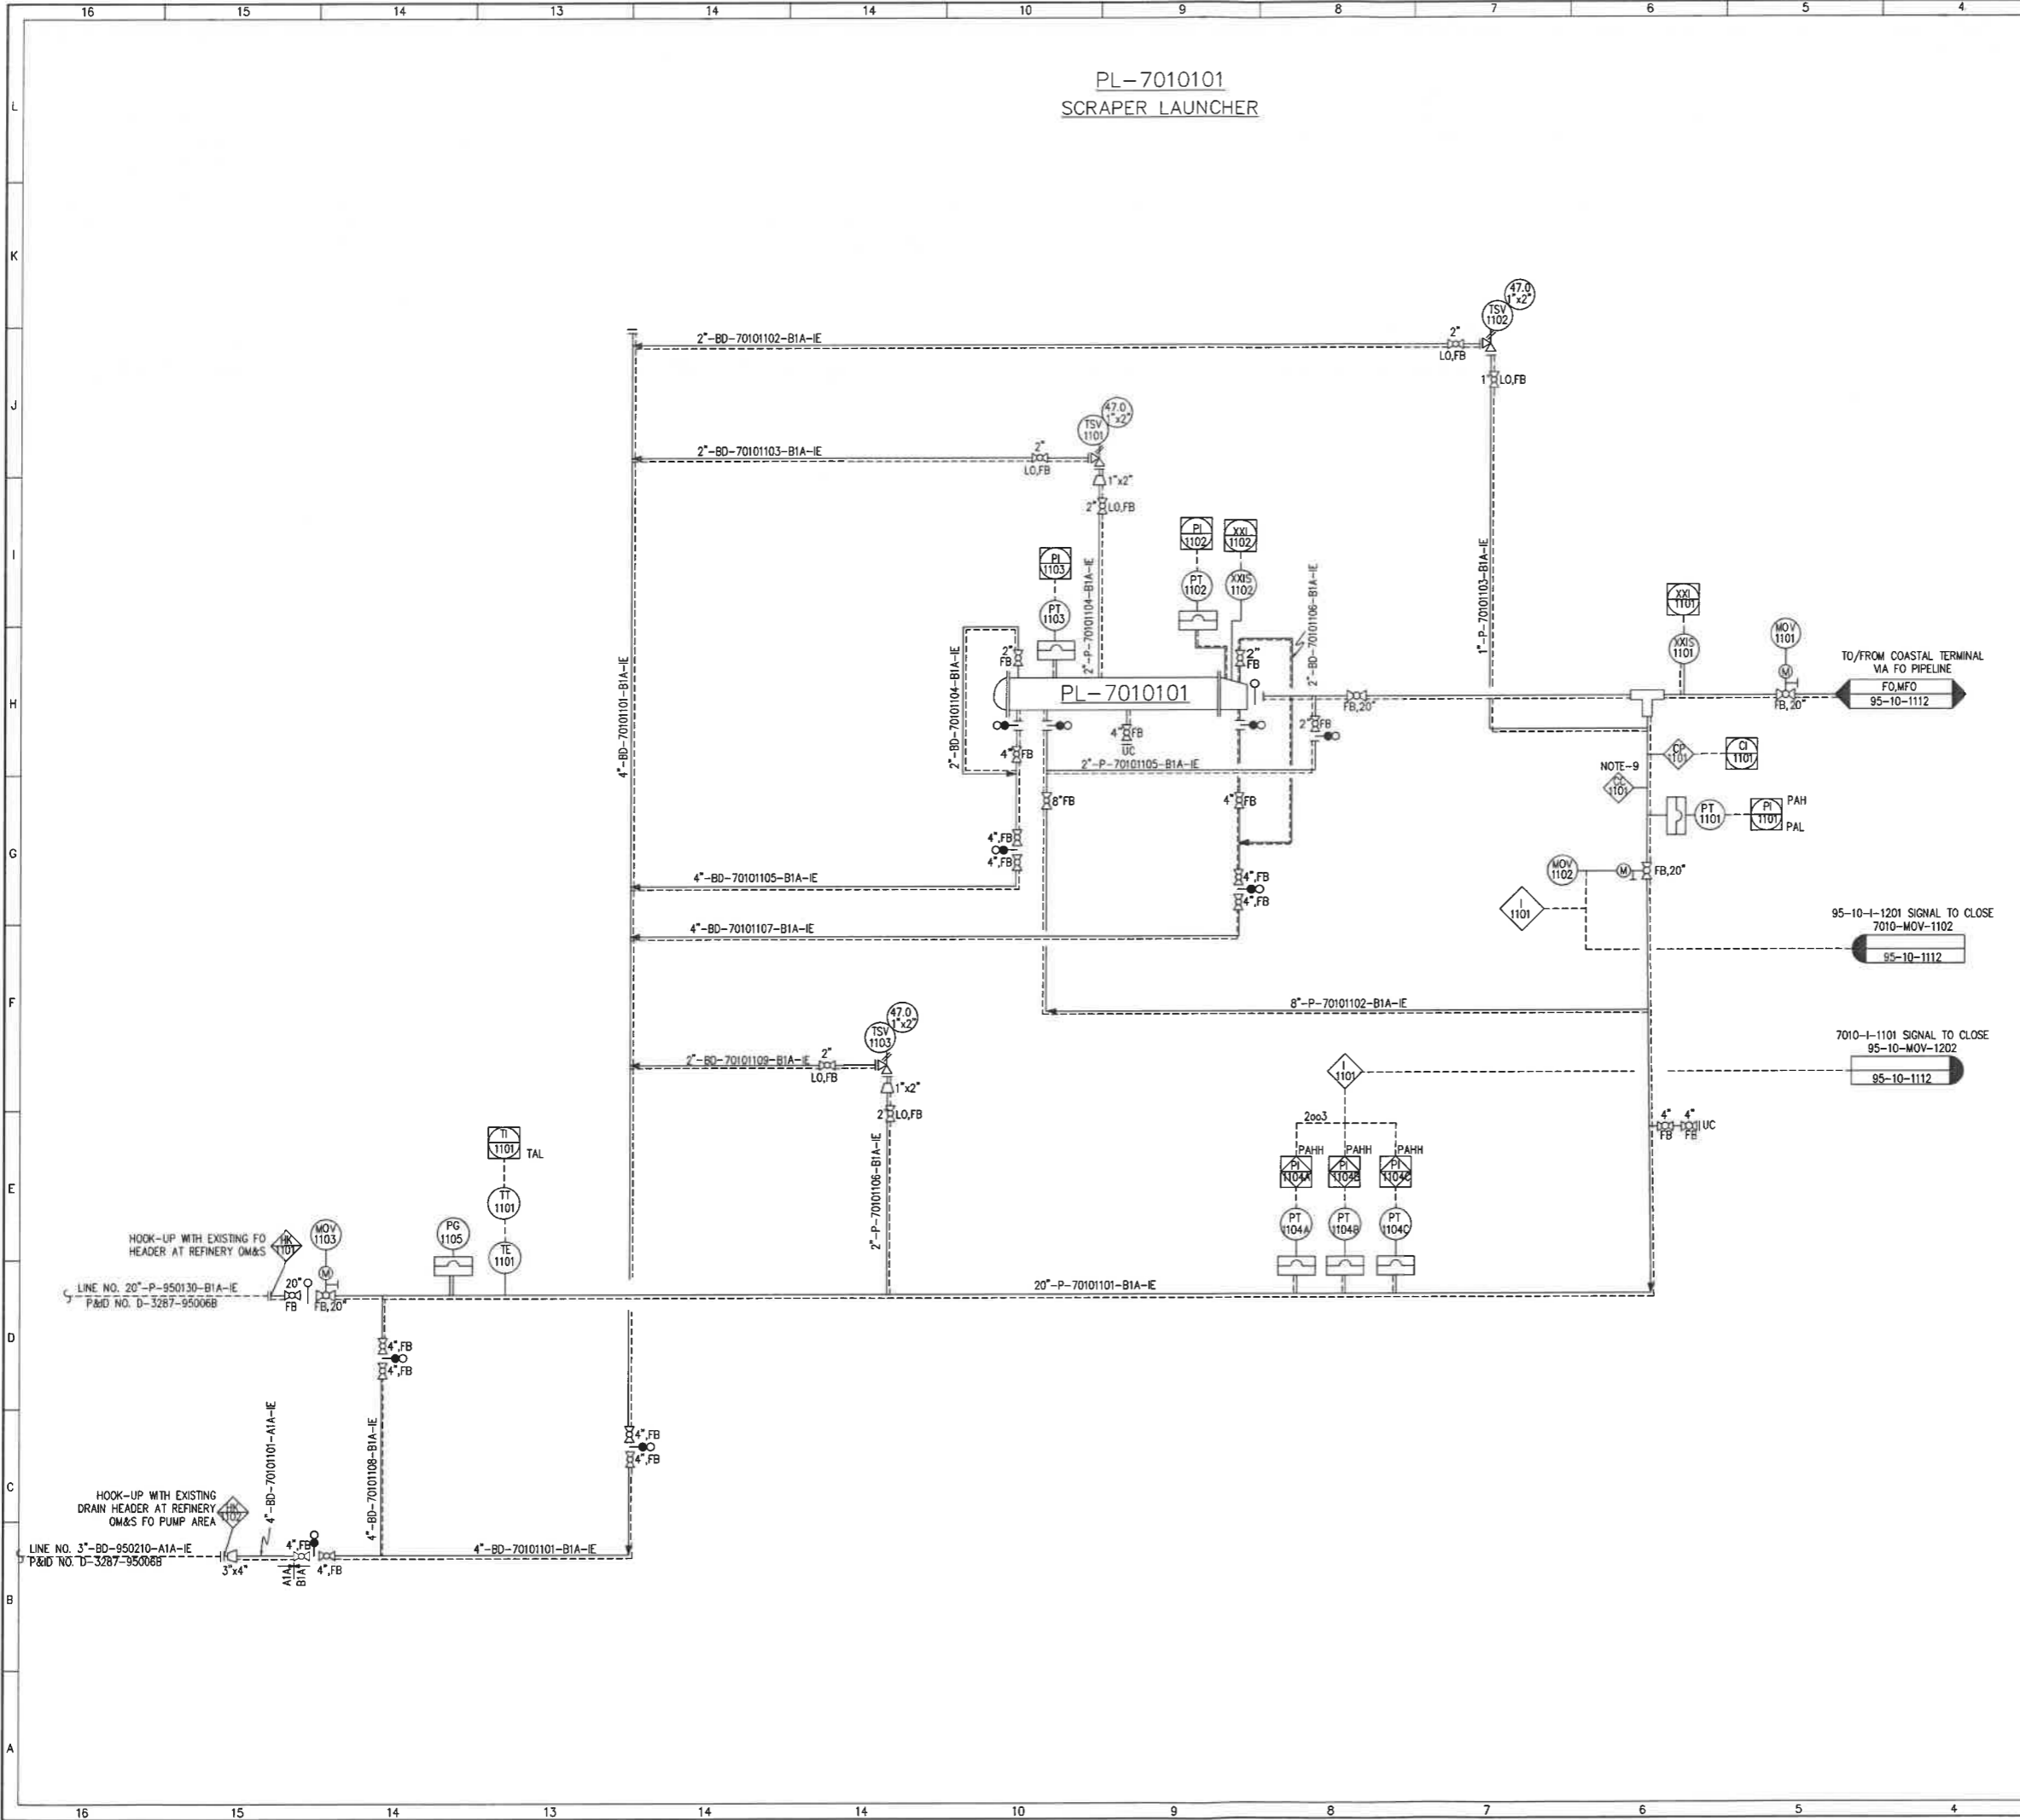 16 15 14 13 14 14 10 9 8 7 6 5 4
PL-7010101
SCRAPER LAUNCHER
L
K
J
I
H
G
F
E
D
C
B
A
47.0
1"x2"
TSV
1102
2"-BD-70101102-B1A-IE
2"
LO,FB
1" LO,FB
47.0
1"x2"
TSV
1101
2"-BD-70101103-B1A-IE
2"
LO,FB
1"x2"
2" LO,FB
PI
1103
PT
1103
2"-P-70101104-B1A-IE
PI
1102
PT
1102
XXI
1102
XXIS
1102
2"-BD-70101106-B1A-IE
1"-P-70101103-B1A-IE
XXI
1101
XXIS
1101
MOV
1101
M
FB,20"
TO/FROM COASTAL TERMINAL
VIA FO PIPELINE
FO,MFO
95-10-1112
4"-BD-70101101-B1A-IE
2"-BD-70101104-B1A-IE
2"
FB
2"
FB
PL-7010101
FB,20"
4" FB
4" FB
UC
2" FB
2"-P-70101105-B1A-IE
8"FB
4" FB
CP
1101
CI
1101
NOTE-9
CC
1101
PT
1101
PI
1101
PAH
PAL
4",FB
4",FB
4"-BD-70101105-B1A-IE
4",FB
4",FB
MOV
1102
M
FB,20"
I
1101
4"-BD-70101107-B1A-IE
95-10-I-1201 SIGNAL TO CLOSE
7010-MOV-1102
95-10-1112
8"-P-70101102-B1A-IE
47.0
1"x2"
TSV
1103
2"-BD-70101109-B1A-IE
2"
LO,FB
1"x2"
2" LO,FB
2"-P-70101106-B1A-IE
7010-I-1101 SIGNAL TO CLOSE
95-10-MOV-1202
95-10-1112
I
1101
2oo3
PAHH PAHH PAHH
PI
1104A
PI
1104B
PI
1104C
PT
1104A
PT
1104B
PT
1104C
4" 4"
FB FB
UC
TI
1101
TAL
TT
1101
TE
1101
PG
1105
MOV
1103
M
HOOK-UP WITH EXISTING FO
HEADER AT REFINERY OM&S
HK
1101
LINE NO. 20"-P-950130-B1A-IE
P&ID NO. D-3287-95006B
20"
FB
FB,20"
20"-P-70101101-B1A-IE
4",FB
4",FB
4"-BD-70101108-B1A-IE
4"-BD-70101101-A1A-IE
4",FB
4",FB
HOOK-UP WITH EXISTING
DRAIN HEADER AT REFINERY
OM&S FO PUMP AREA
HK
1102
LINE NO. 3"-BD-950210-A1A-IE
P&ID NO. D-3287-95006B
3"x4"
4",FB
A1A
B1A
4",FB
4"-BD-70101101-B1A-IE
16 15 14 13 14 14 10 9 8 7 6 5 4